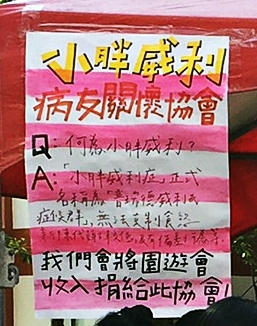 小胖威利
病友關懷協會
Q: 何為小胖威利?
A:「小胖威利症」正式
名稱為「普瑞德威利氏
症候群,無法克制食慾
我們會將園遊會
收入捐給此協會!